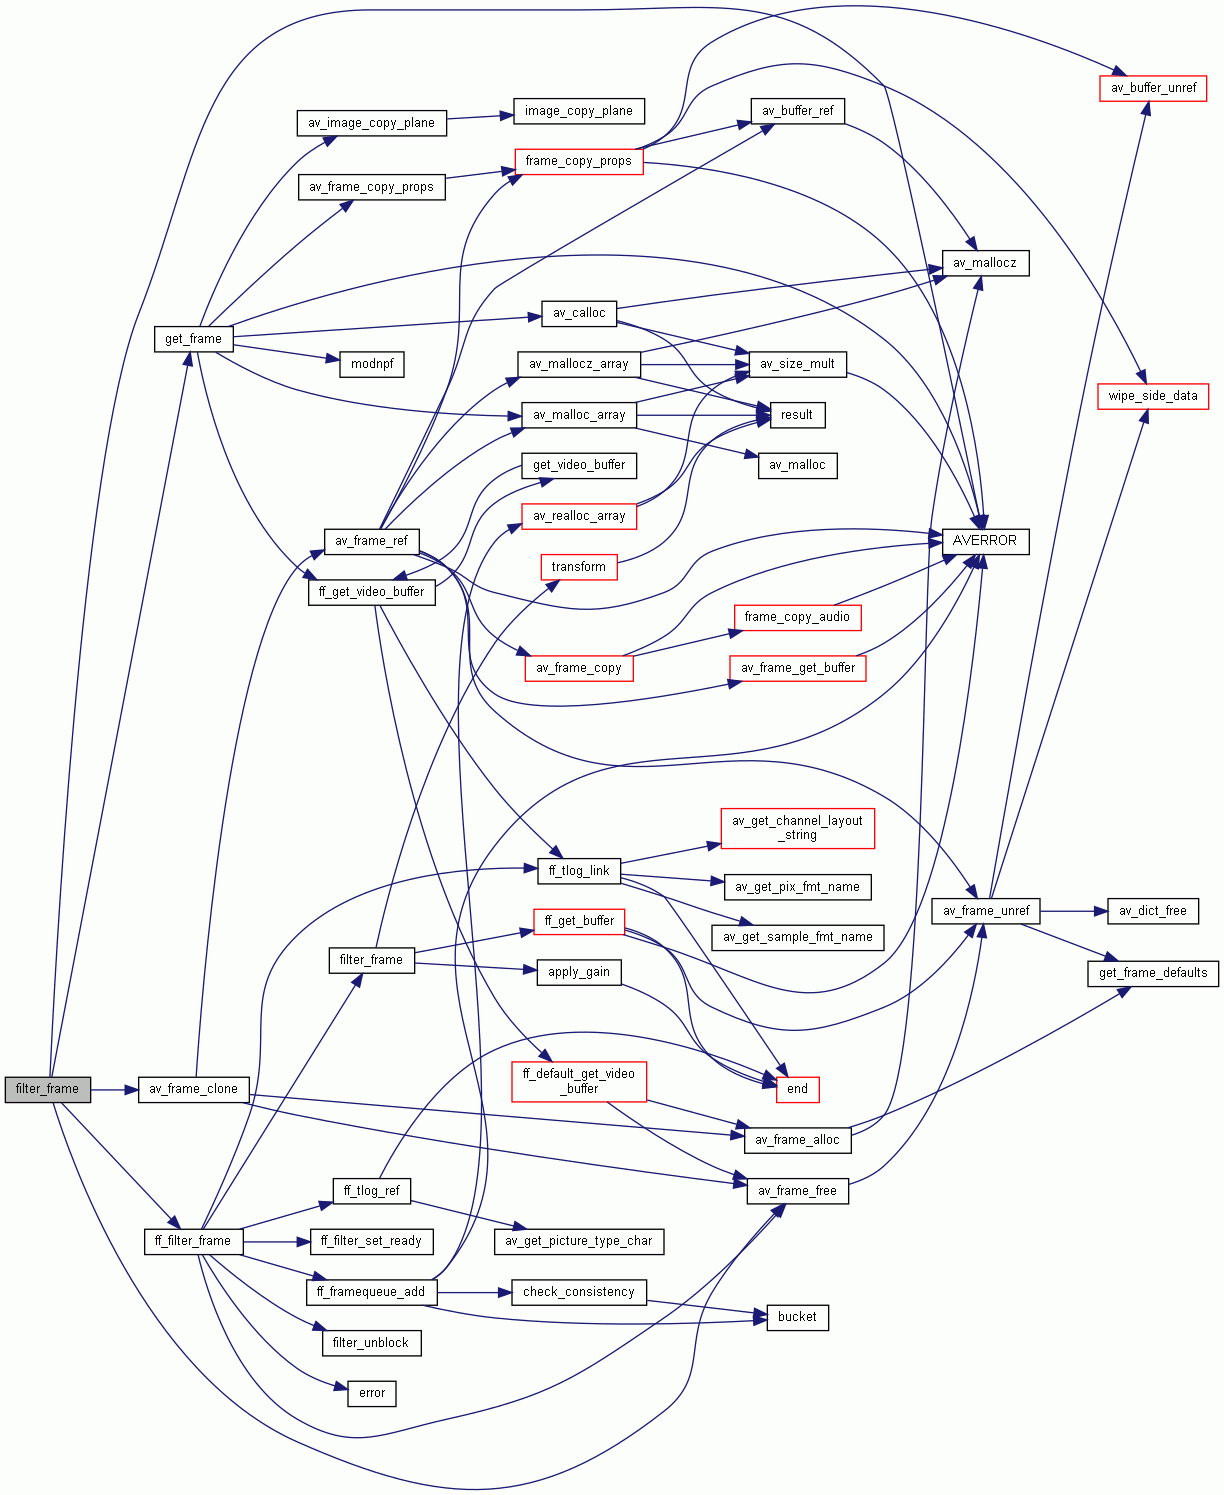 av_buffer_unref
image_copy_plane
av_buffer_ref
av_image_copy_plane
frame_copy_props
av_frame_copy_props
av_mallocz
av_calloc
get_frame
modnpf
av_mallocz_array
av_size_mult
wipe_side_data
av_malloc_array
result
get_video_buffer
av_malloc
av_realloc_array
av_frame_ref
AVERROR
transform
ff_get_video_buffer
frame_copy_audio
av_frame_copy
av_frame_get_buffer
av_get_channel_layout
_string
ff_tlog_link
av_get_pix_fmt_name
av_frame_unref
av_dict_free
ff_get_buffer
av_get_sample_fmt_name
filter_frame
apply_gain
get_frame_defaults
ff_default_get_video
_buffer
filter_frame
av_frame_clone
end
av_frame_alloc
ff_tlog_ref
av_frame_free
ff_filter_frame
ff_filter_set_ready
av_get_picture_type_char
ff_framequeue_add
check_consistency
bucket
filter_unblock
error